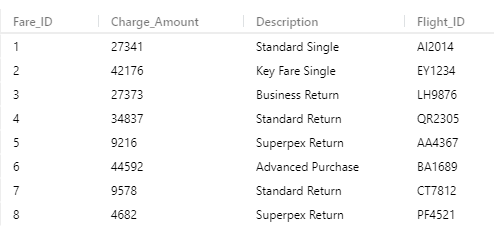 Fare_ID Charge_Amount Description Flight_ID
1 27341 Standard Single AI2014
2 42176 Key Fare Single EY1234
3 27373 Business Return LH9876
4 34837 Standard Return QR2305
5 9216 Superpex Return AA4367
6 44592 Advanced Purchase BA1689
7 9578 Standard Return CT7812
8 4682 Superpex Return PF4521